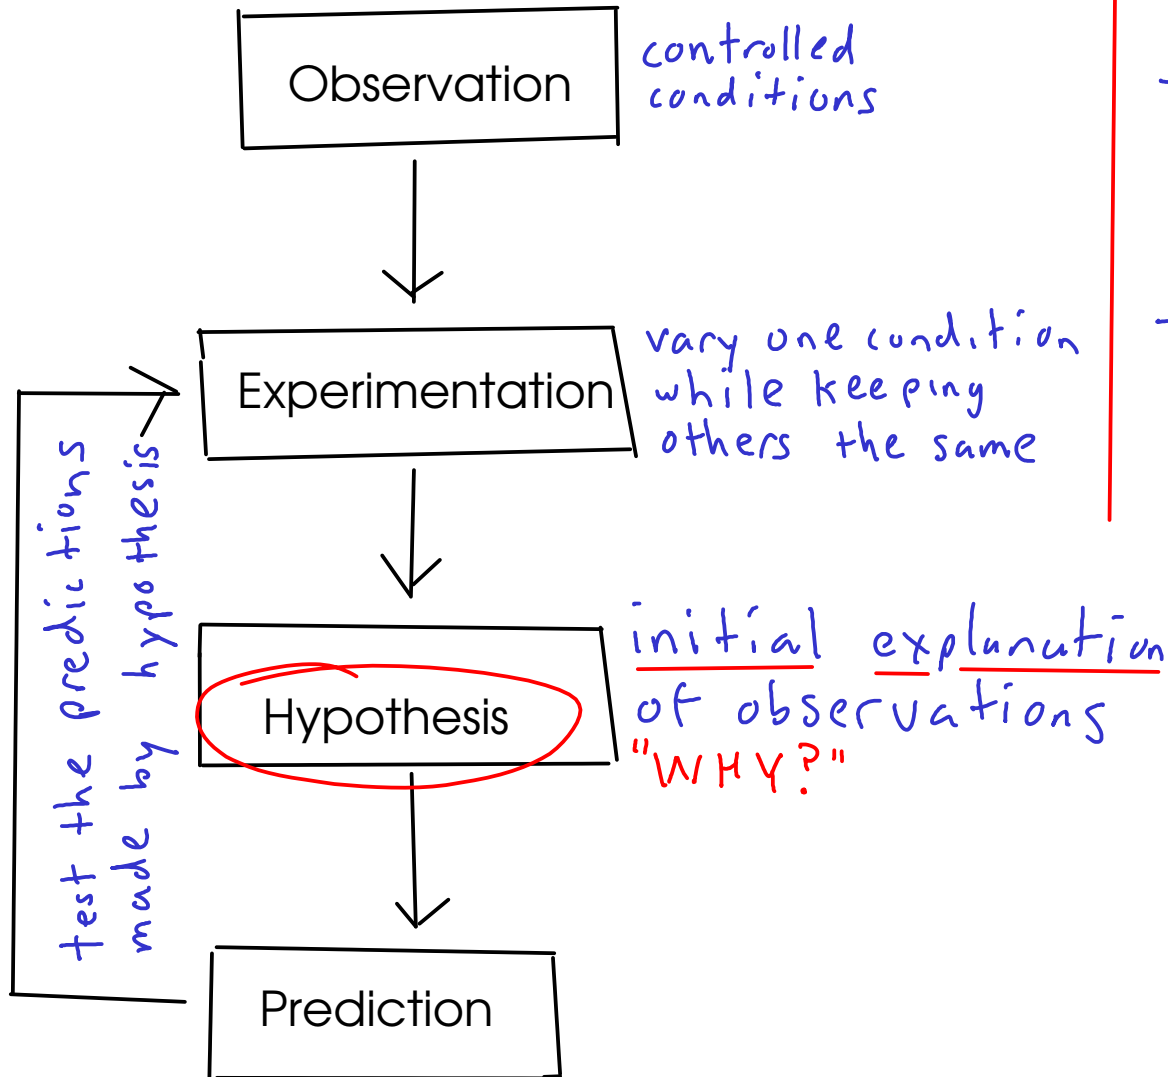 Observation
controlled
conditions
Experimentation
vary one condition
while keeping
others the same
test the predictions
made by hypothesis
Hypothesis
initial explanation
of observations
"WHY?"
Prediction